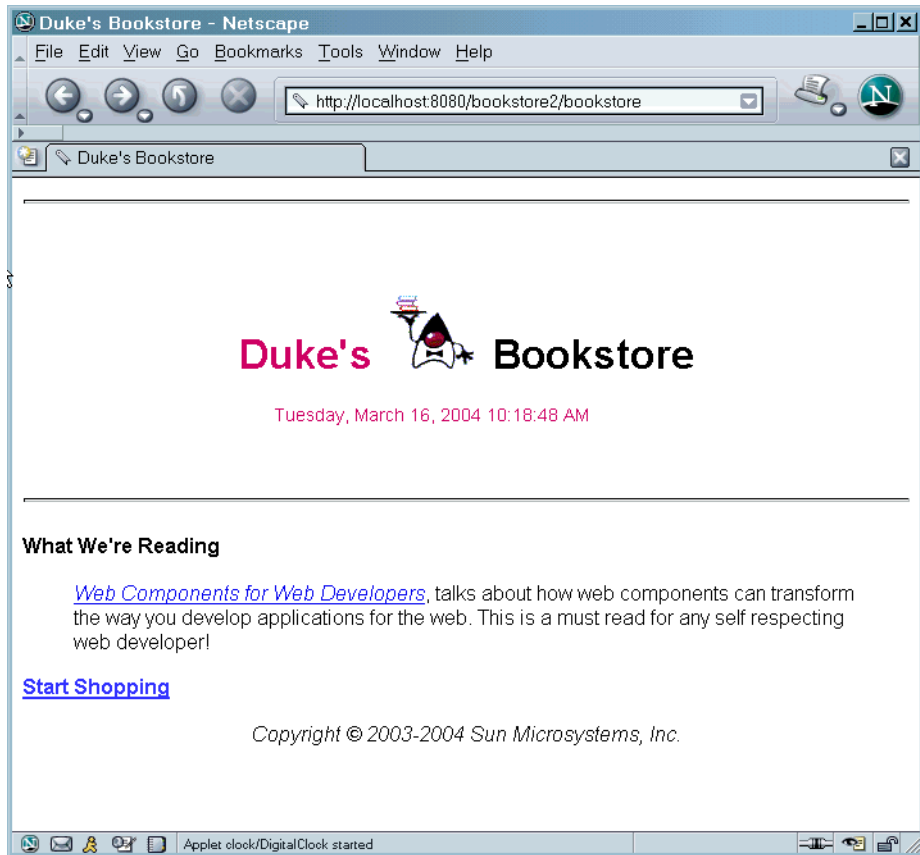 Duke's Bookstore - Netscape
File Edit View Go Bookmarks Tools Window Help
http://localhost:8080/bookstore2/bookstore
N
Duke's Bookstore
Duke's Bookstore
Tuesday, March 16, 2004 10:18:48 AM
What We're Reading
Web Components for Web Developers, talks about how web components can transform
the way you develop applications for the web. This is a must read for any self respecting
web developer!
Start Shopping
Copyright © 2003-2004 Sun Microsystems, Inc.
Applet clock/DigitalClock started